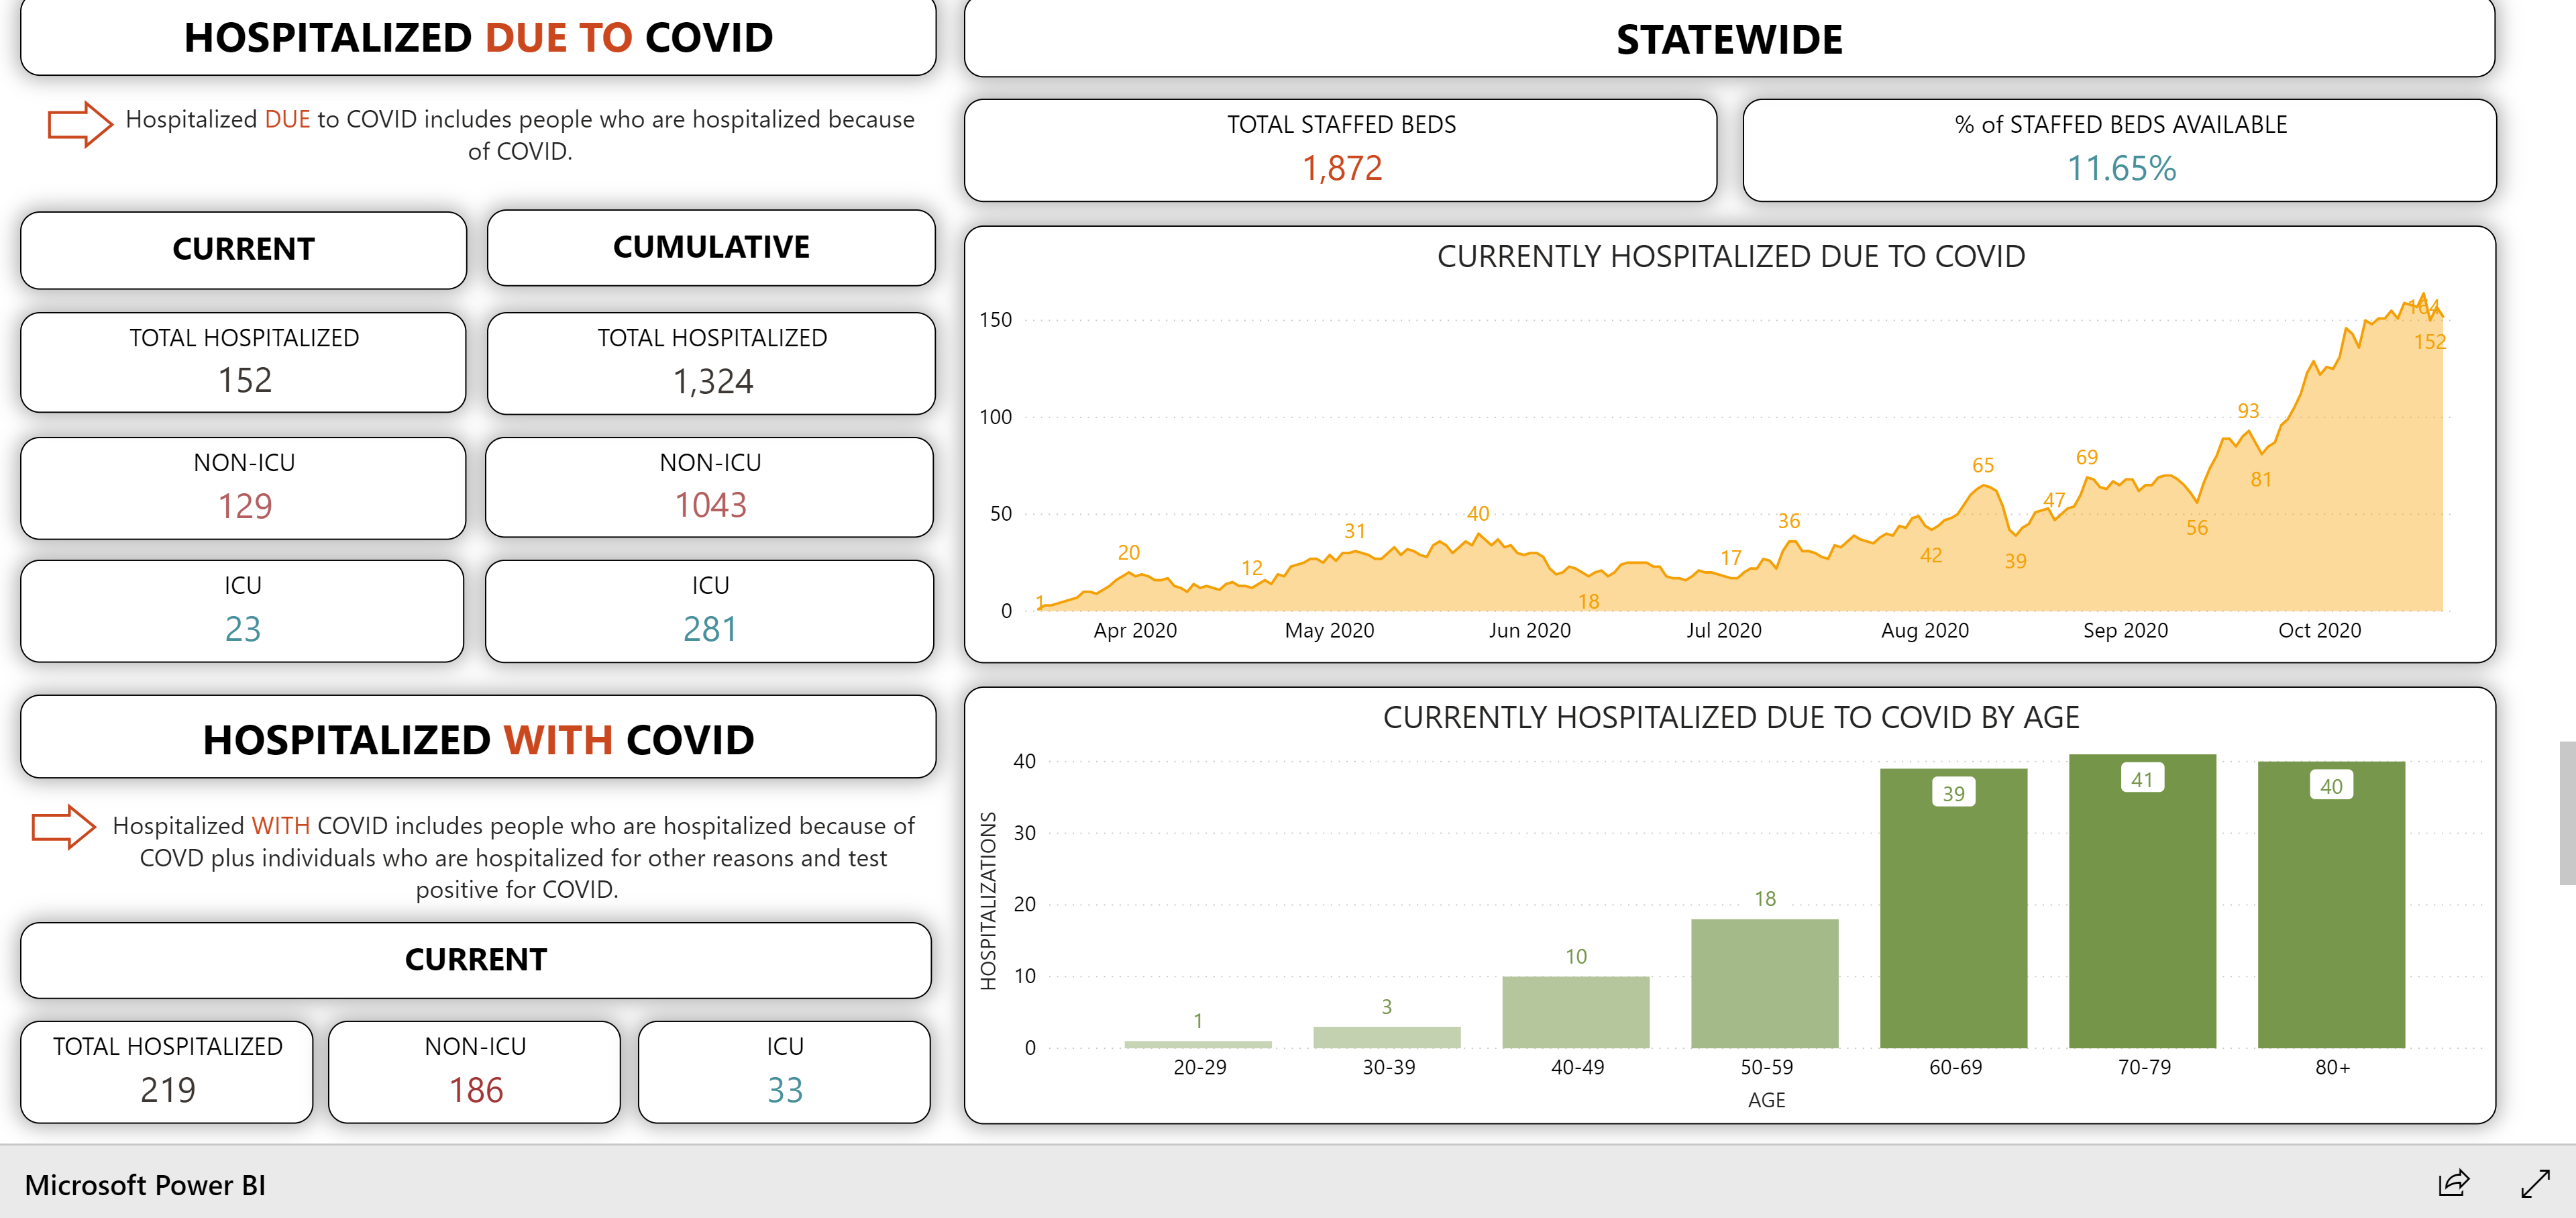 HOSPITALIZED DUE TO COVID
Hospitalized DUE to COVID includes people who are hospitalized because
of COVID.
CURRENT
CUMULATIVE
TOTAL HOSPITALIZED
152
TOTAL HOSPITALIZED
1,324
NON-ICU
129
NON-ICU
1043
ICU
23
ICU
281
HOSPITALIZED WITH COVID
Hospitalized WITH COVID includes people who are hospitalized because of
COVD plus individuals who are hospitalized for other reasons and test
positive for COVID.
CURRENT
TOTAL HOSPITALIZED
219
NON-ICU
186
ICU
33
STATEWIDE
TOTAL STAFFED BEDS
1,872
% of STAFFED BEDS AVAILABLE
11.65%
CURRENTLY HOSPITALIZED DUE TO COVID
150
100
50
0
1
20
12
31
40
18
17
36
42
65
39
47
69
56
93
81
164
152
Apr 2020
May 2020
Jun 2020
Jul 2020
Aug 2020
Sep 2020
Oct 2020
CURRENTLY HOSPITALIZED DUE TO COVID BY AGE
HOSPITALIZATIONS
40
30
20
10
0
1
3
10
18
39
41
40
20-29
30-39
40-49
50-59
60-69
70-79
80+
AGE
Microsoft Power BI